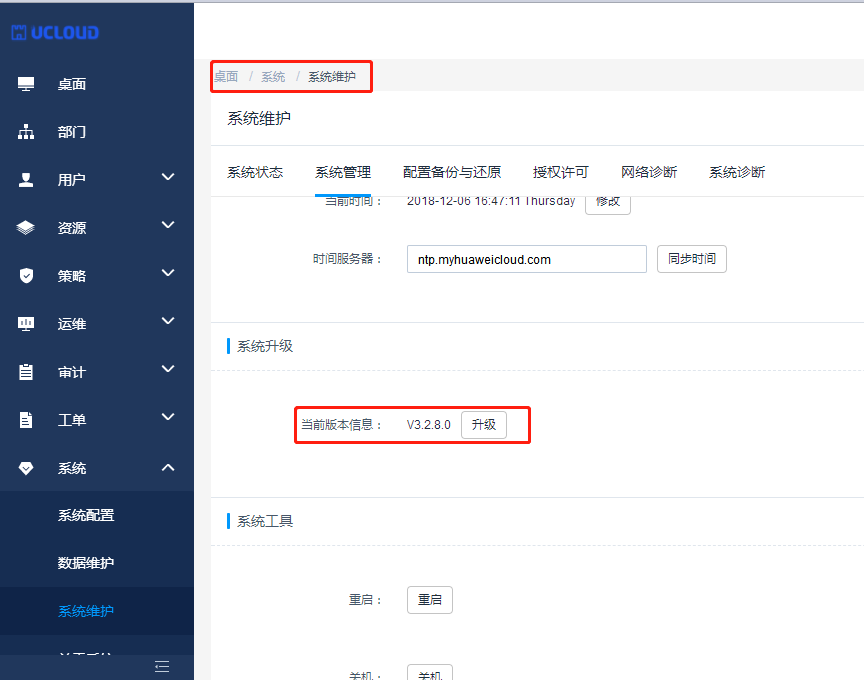 UCLOUD
桌面
部门
用户
资源
策略
运维
审计
工单
系统
系统配置
数据维护
系统维护
桌面 / 系统 / 系统维护
系统维护
系统状态 系统管理 配置备份与还原 授权许可 网络诊断 系统诊断
当前时间： 2018-12-06 16:47:11 Thursday 修改
时间服务器： ntp.myhuaweicloud.com 同步时间
系统升级
当前版本信息： V3.2.8.0 升级
系统工具
重启： 重启
关机： 关机